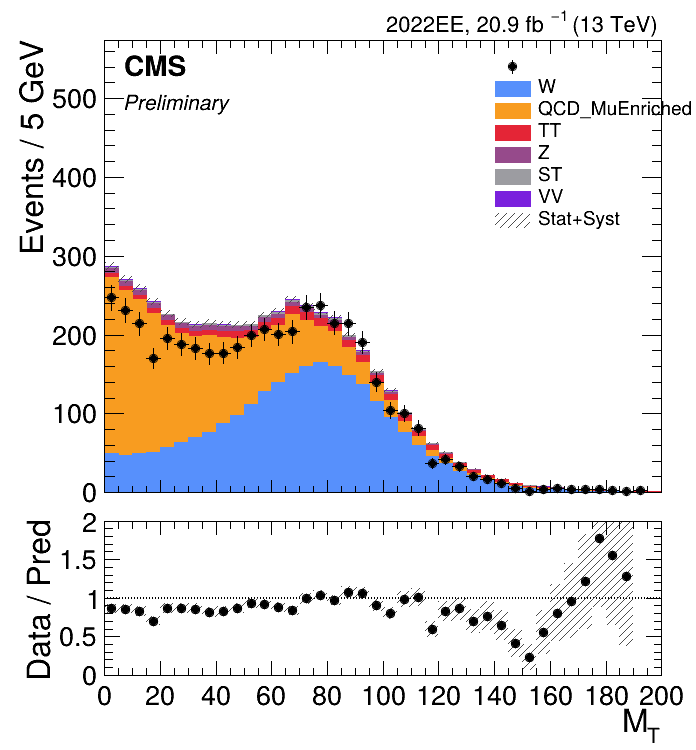 2022EE, 20.9 fb⁻¹ (13 TeV)
CMS
Preliminary
W
QCD_MuEnriched
TT
Z
ST
VV
Stat+Syst
Events / 5 GeV
500
400
300
200
100
0
Data / Pred
2
1.5
1
0.5
0
0 20 40 60 80 100 120 140 160 180 200
M_T